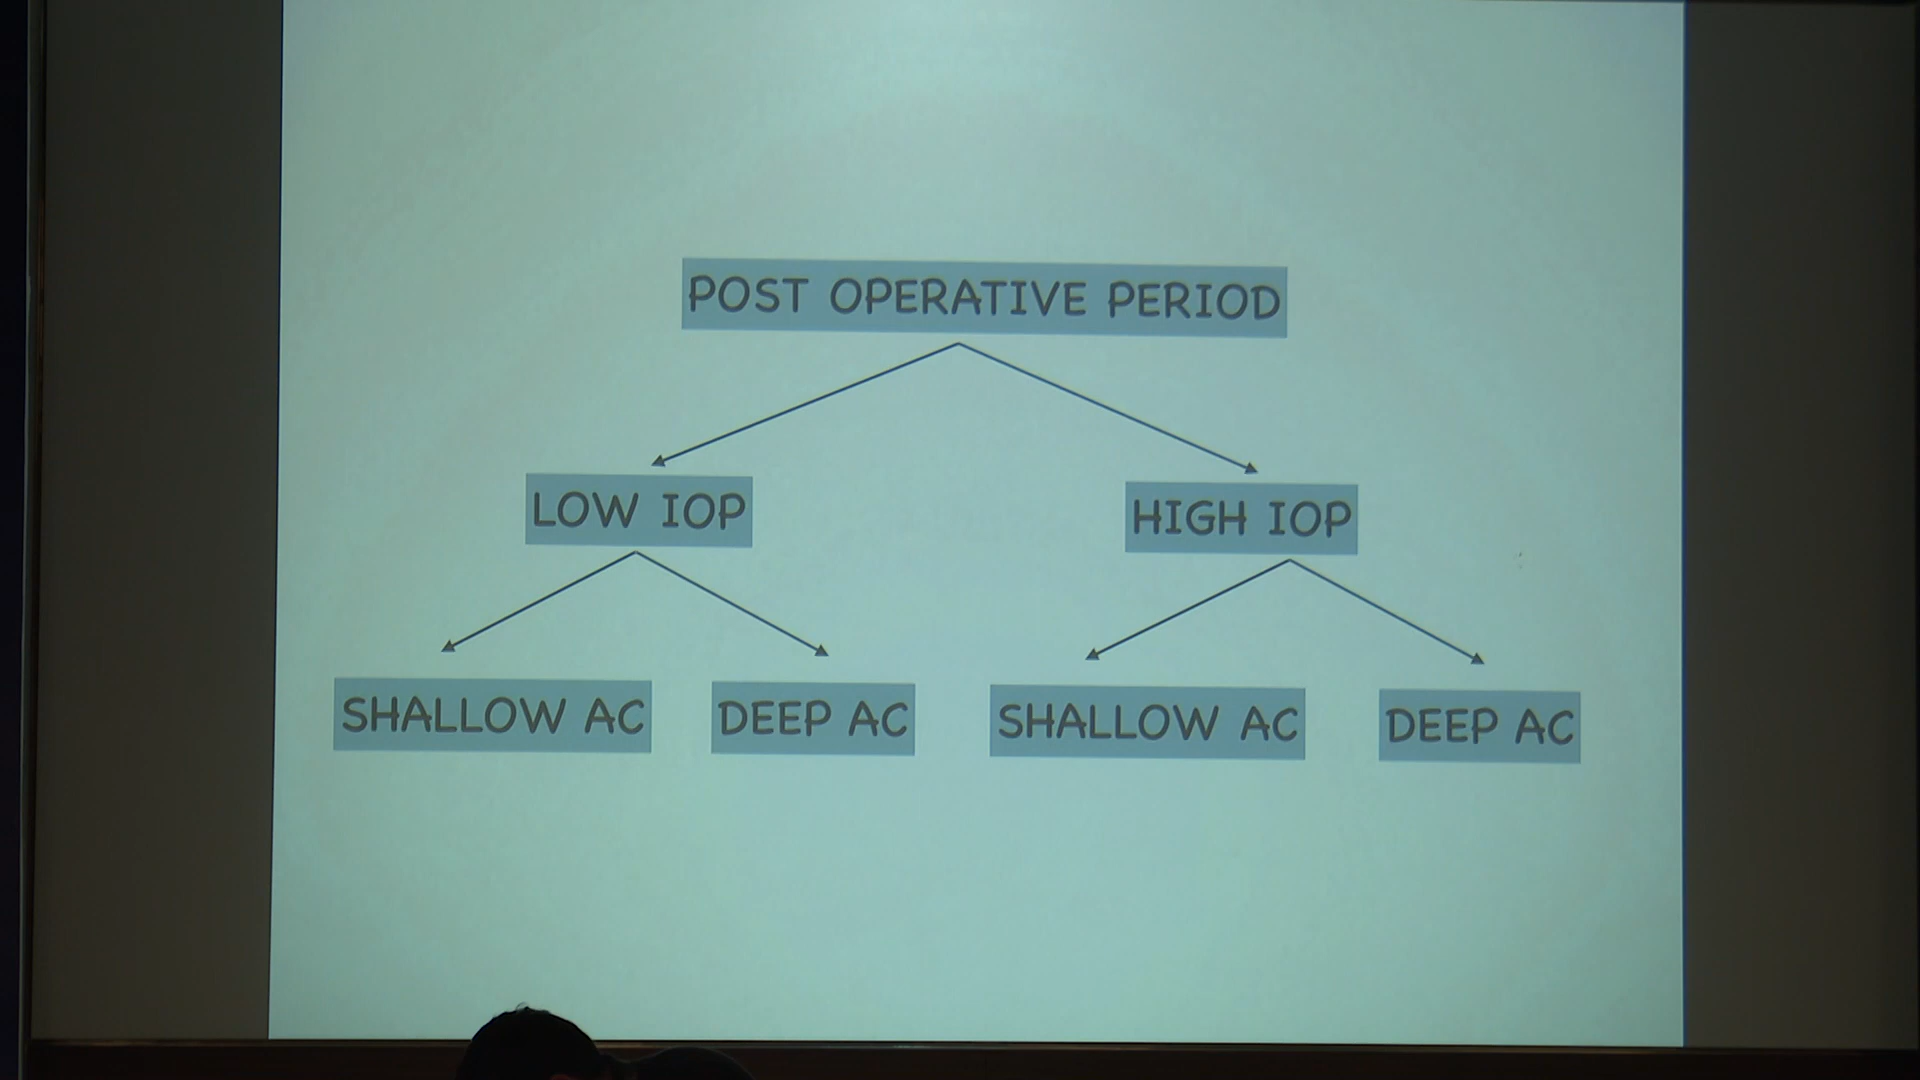 POST OPERATIVE PERIOD
LOW IOP
HIGH IOP
SHALLOW AC
DEEP AC
SHALLOW AC
DEEP AC